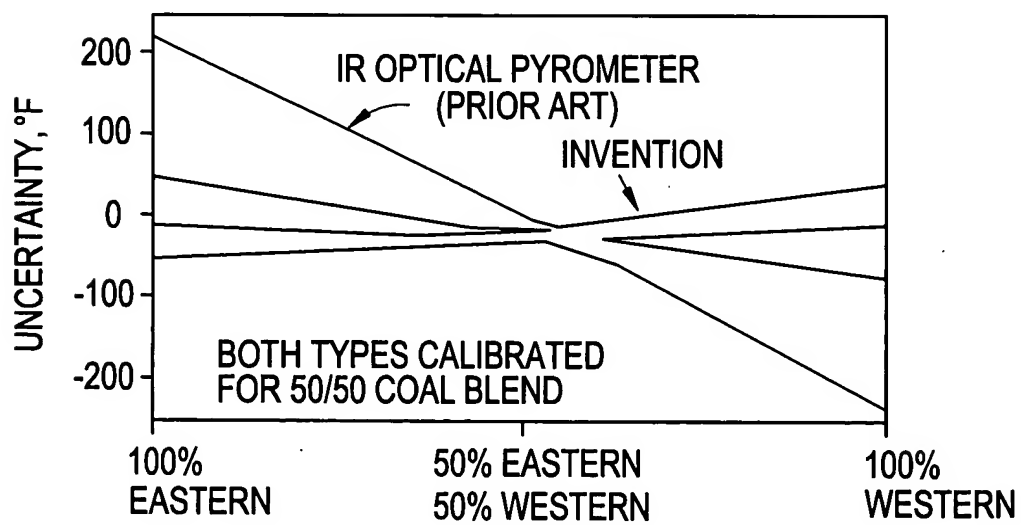 200
IR OPTICAL PYROMETER
(PRIOR ART)
100
INVENTION
UNCERTAINTY, °F
0
-100
BOTH TYPES CALIBRATED
-200
FOR 50/50 COAL BLEND
100%
EASTERN
50% EASTERN
50% WESTERN
100%
WESTERN